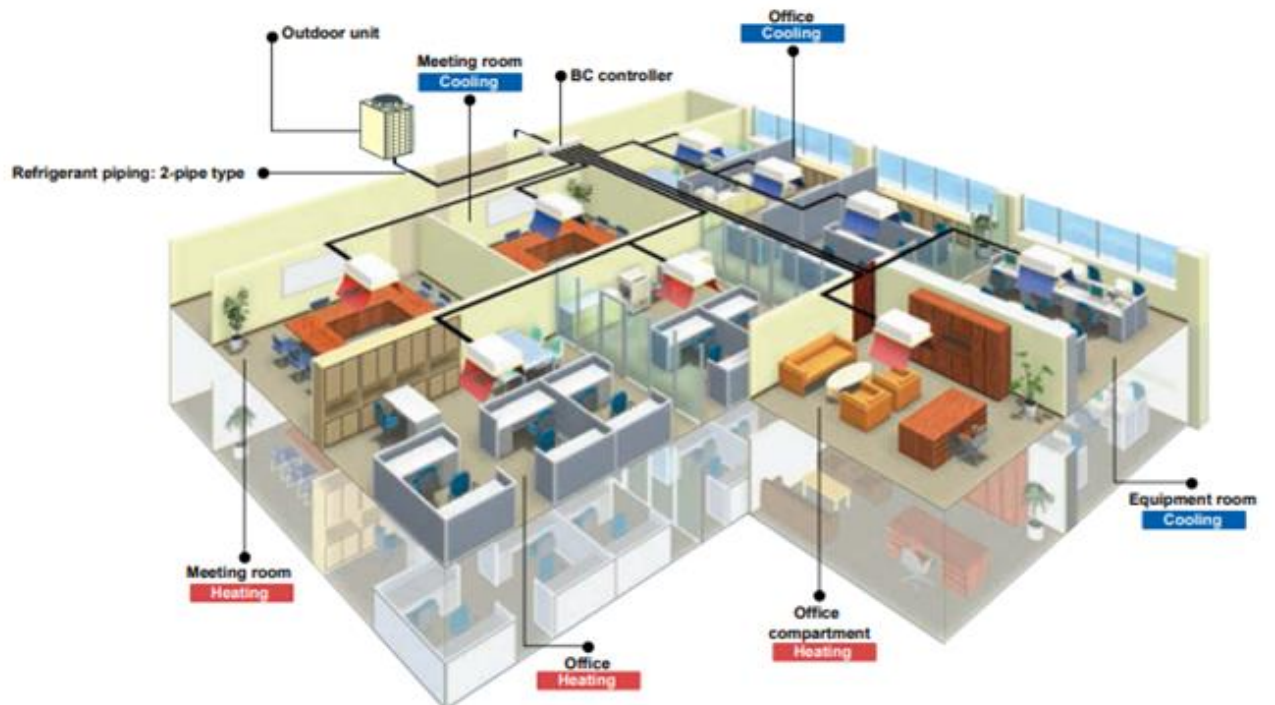 Office
Cooling
Outdoor unit
Meeting room
Cooling
BC controller
Refrigerant piping: 2-pipe type
Equipment room
Cooling
Meeting room
Heating
Office
compartment
Heating
Office
Heating